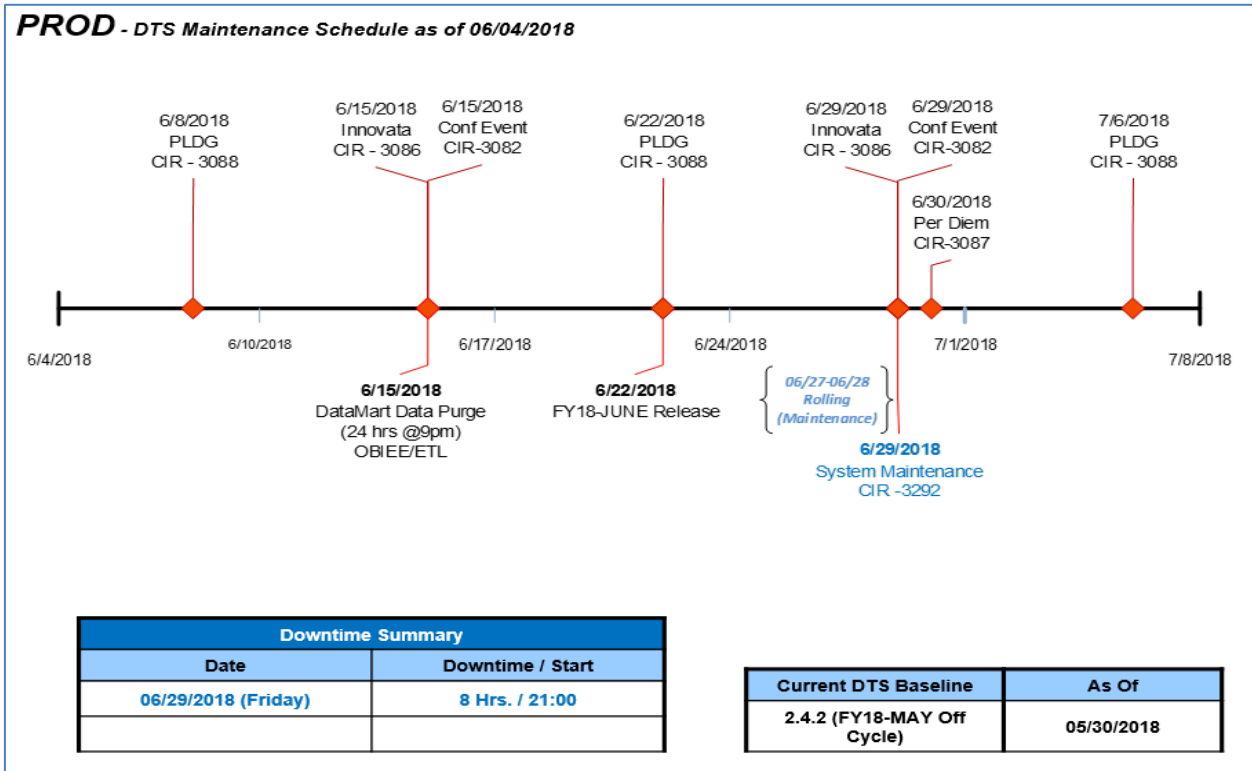 PROD - DTS Maintenance Schedule as of 06/04/2018
6/8/2018
PLDG
CIR - 3088
6/15/2018
Innovata
CIR - 3086
6/15/2018
Conf Event
CIR-3082
6/22/2018
PLDG
CIR - 3088
6/29/2018
Innovata
CIR - 3086
6/29/2018
Conf Event
CIR-3082
6/30/2018
Per Diem
CIR-3087
7/6/2018
PLDG
CIR - 3088
6/4/2018
6/10/2018
6/17/2018
6/24/2018
7/1/2018
7/8/2018
6/15/2018
DataMart Data Purge
(24 hrs @9pm)
OBIEE/ETL
6/22/2018
FY18-JUNE Release
06/27-06/28
Rolling
(Maintenance)
6/29/2018
System Maintenance
CIR -3292
Downtime Summary
Date
Downtime / Start
06/29/2018 (Friday)
8 Hrs. / 21:00
Current DTS Baseline
As Of
2.4.2 (FY18-MAY Off
Cycle)
05/30/2018